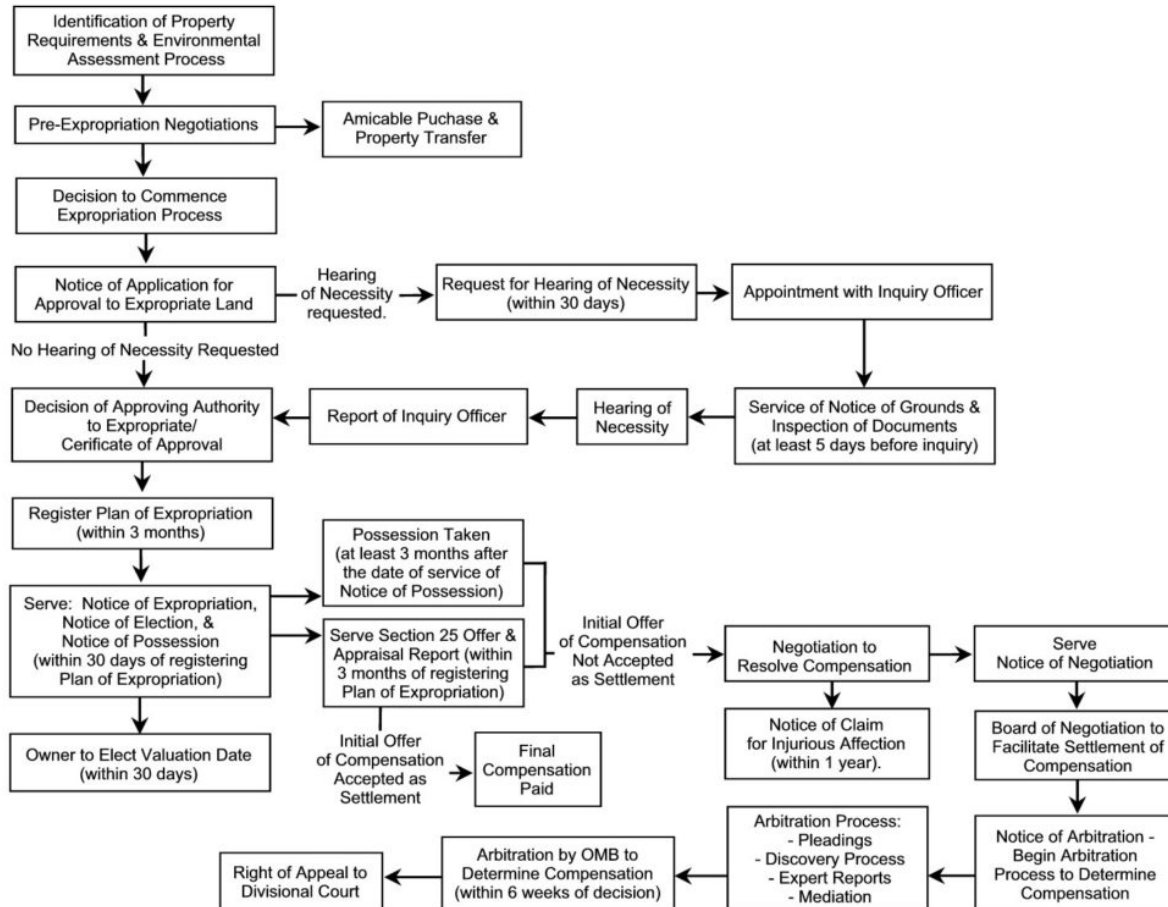 Identification of Property
Requirements & Environmental
Assessment Process
Pre-Expropriation Negotiations
Amicable Puchase &
Property Transfer
Decision to Commence
Expropriation Process
Notice of Application for
Approval to Expropriate Land
Hearing
of Necessity
requested.
Request for Hearing of Necessity
(within 30 days)
Appointment with Inquiry Officer
No Hearing of Necessity Requested
Decision of Approving Authority
to Expropriate/
Cerificate of Approval
Report of Inquiry Officer
Hearing of
Necessity
Service of Notice of Grounds &
Inspection of Documents
(at least 5 days before inquiry)
Register Plan of Expropriation
(within 3 months)
Possession Taken
(at least 3 months after
the date of service of
Notice of Possession)
Serve: Notice of Expropriation,
Notice of Election, &
Notice of Possession
(within 30 days of registering
Plan of Expropriation)
Serve Section 25 Offer &
Appraisal Report (within
3 months of registering
Plan of Expropriation)
Initial Offer
of Compensation
Not Accepted
as Settlement
Negotiation to
Resolve Compensation
Serve
Notice of Negotiation
Owner to Elect Valuation Date
(within 30 days)
Initial Offer
of Compensation
Accepted as
Settlement
Final
Compensation
Paid
Notice of Claim
for Injurious Affection
(within 1 year).
Board of Negotiation to
Facilitate Settlement of
Compensation
Right of Appeal to
Divisional Court
Arbitration by OMB to
Determine Compensation
(within 6 weeks of decision)
Arbitration Process:
- Pleadings
- Discovery Process
- Expert Reports
- Mediation
Notice of Arbitration -
Begin Arbitration
Process to Determine
Compensation